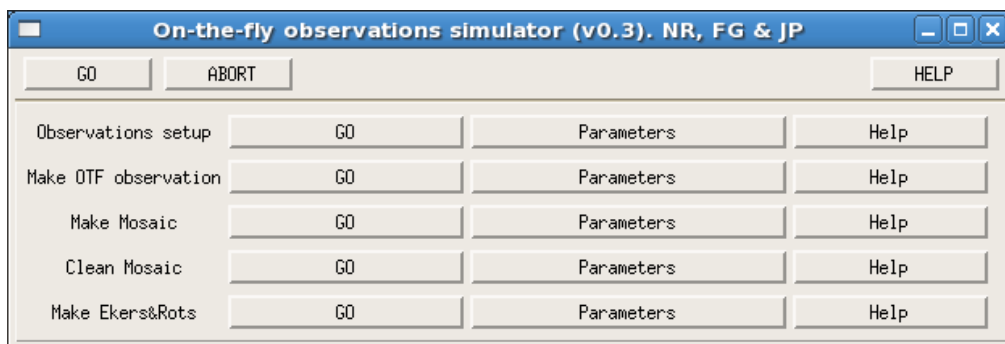 On-the-fly observations simulator (v0.3). NR, FG & JP
GO ABORT HELP
Observations setup GO Parameters Help
Make OTF observation GO Parameters Help
Make Mosaic GO Parameters Help
Clean Mosaic GO Parameters Help
Make Ekers&Rots GO Parameters Help